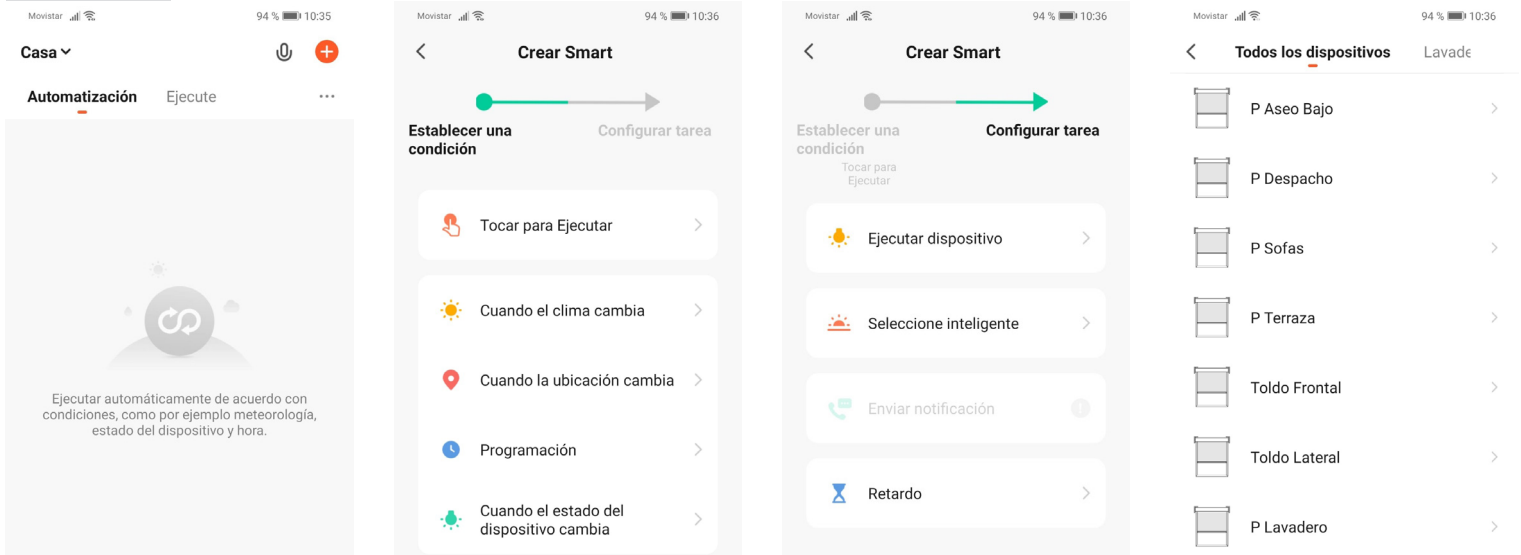 Movistar 94 % 10:35
Casa
Automatización Ejecute
Ejecutar automáticamente de acuerdo con
condiciones, como por ejemplo meteorología,
estado del dispositivo y hora.
Movistar 94 % 10:36
Crear Smart
Establecer una
condición
Configurar tarea
Tocar para Ejecutar
Cuando el clima cambia
Cuando la ubicación cambia
Programación
Cuando el estado del
dispositivo cambia
Movistar 94 % 10:36
Crear Smart
Establecer una
condición
Tocar para
Ejecutar
Configurar tarea
Ejecutar dispositivo
Seleccione inteligente
Enviar notificación
Retardo
Movistar 94 % 10:36
Todos los dispositivos Lavade
P Aseo Bajo
P Despacho
P Sofas
P Terraza
Toldo Frontal
Toldo Lateral
P Lavadero